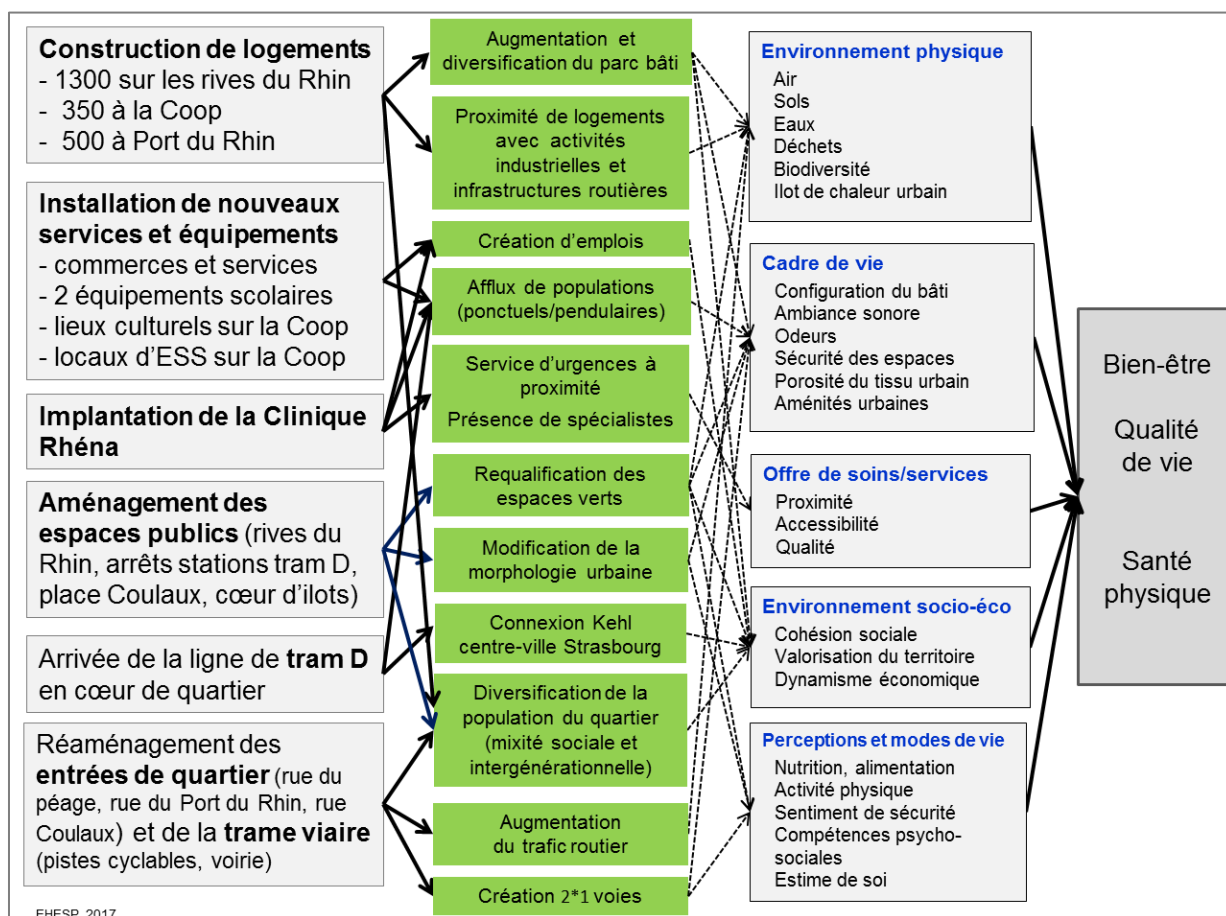 Construction de logements
- 1300 sur les rives du Rhin
- 350 à la Coop
- 500 à Port du Rhin
Installation de nouveaux
services et équipements
- commerces et services
- 2 équipements scolaires
- lieux culturels sur la Coop
- locaux d'ESS sur la Coop
Implantation de la Clinique
Rhéna
Aménagement des
espaces publics (rives du
Rhin, arrêts stations tram D,
place Coulaux, cœur d'ilots)
Arrivée de la ligne de tram D
en cœur de quartier
Réaménagement des
entrées de quartier (rue du
péage, rue du Port du Rhin, rue
Coulaux) et de la trame viaire
(pistes cyclables, voirie)
EHESP, 2017
Augmentation et
diversification du parc bâti
Proximité de logements
avec activités
industrielles et
infrastructures routières
Création d'emplois
Afflux de populations
(ponctuels/pendulaires)
Service d'urgences à
proximité
Présence de spécialistes
Requalification des
espaces verts
Modification de la
morphologie urbaine
Connexion Kehl
centre-ville Strasbourg
Diversification de la
population du quartier
(mixité sociale et
intergénérationnelle)
Augmentation
du trafic routier
Création 2*1 voies
Environnement physique
Air
Sols
Eaux
Déchets
Biodiversité
Ilot de chaleur urbain
Cadre de vie
Configuration du bâti
Ambiance sonore
Odeurs
Sécurité des espaces
Porosité du tissu urbain
Aménités urbaines
Offre de soins/services
Proximité
Accessibilité
Qualité
Environnement socio-éco
Cohésion sociale
Valorisation du territoire
Dynamisme économique
Perceptions et modes de vie
Nutrition, alimentation
Activité physique
Sentiment de sécurité
Compétences psycho-
sociales
Estime de soi
Bien-être
Qualité
de vie
Santé
physique